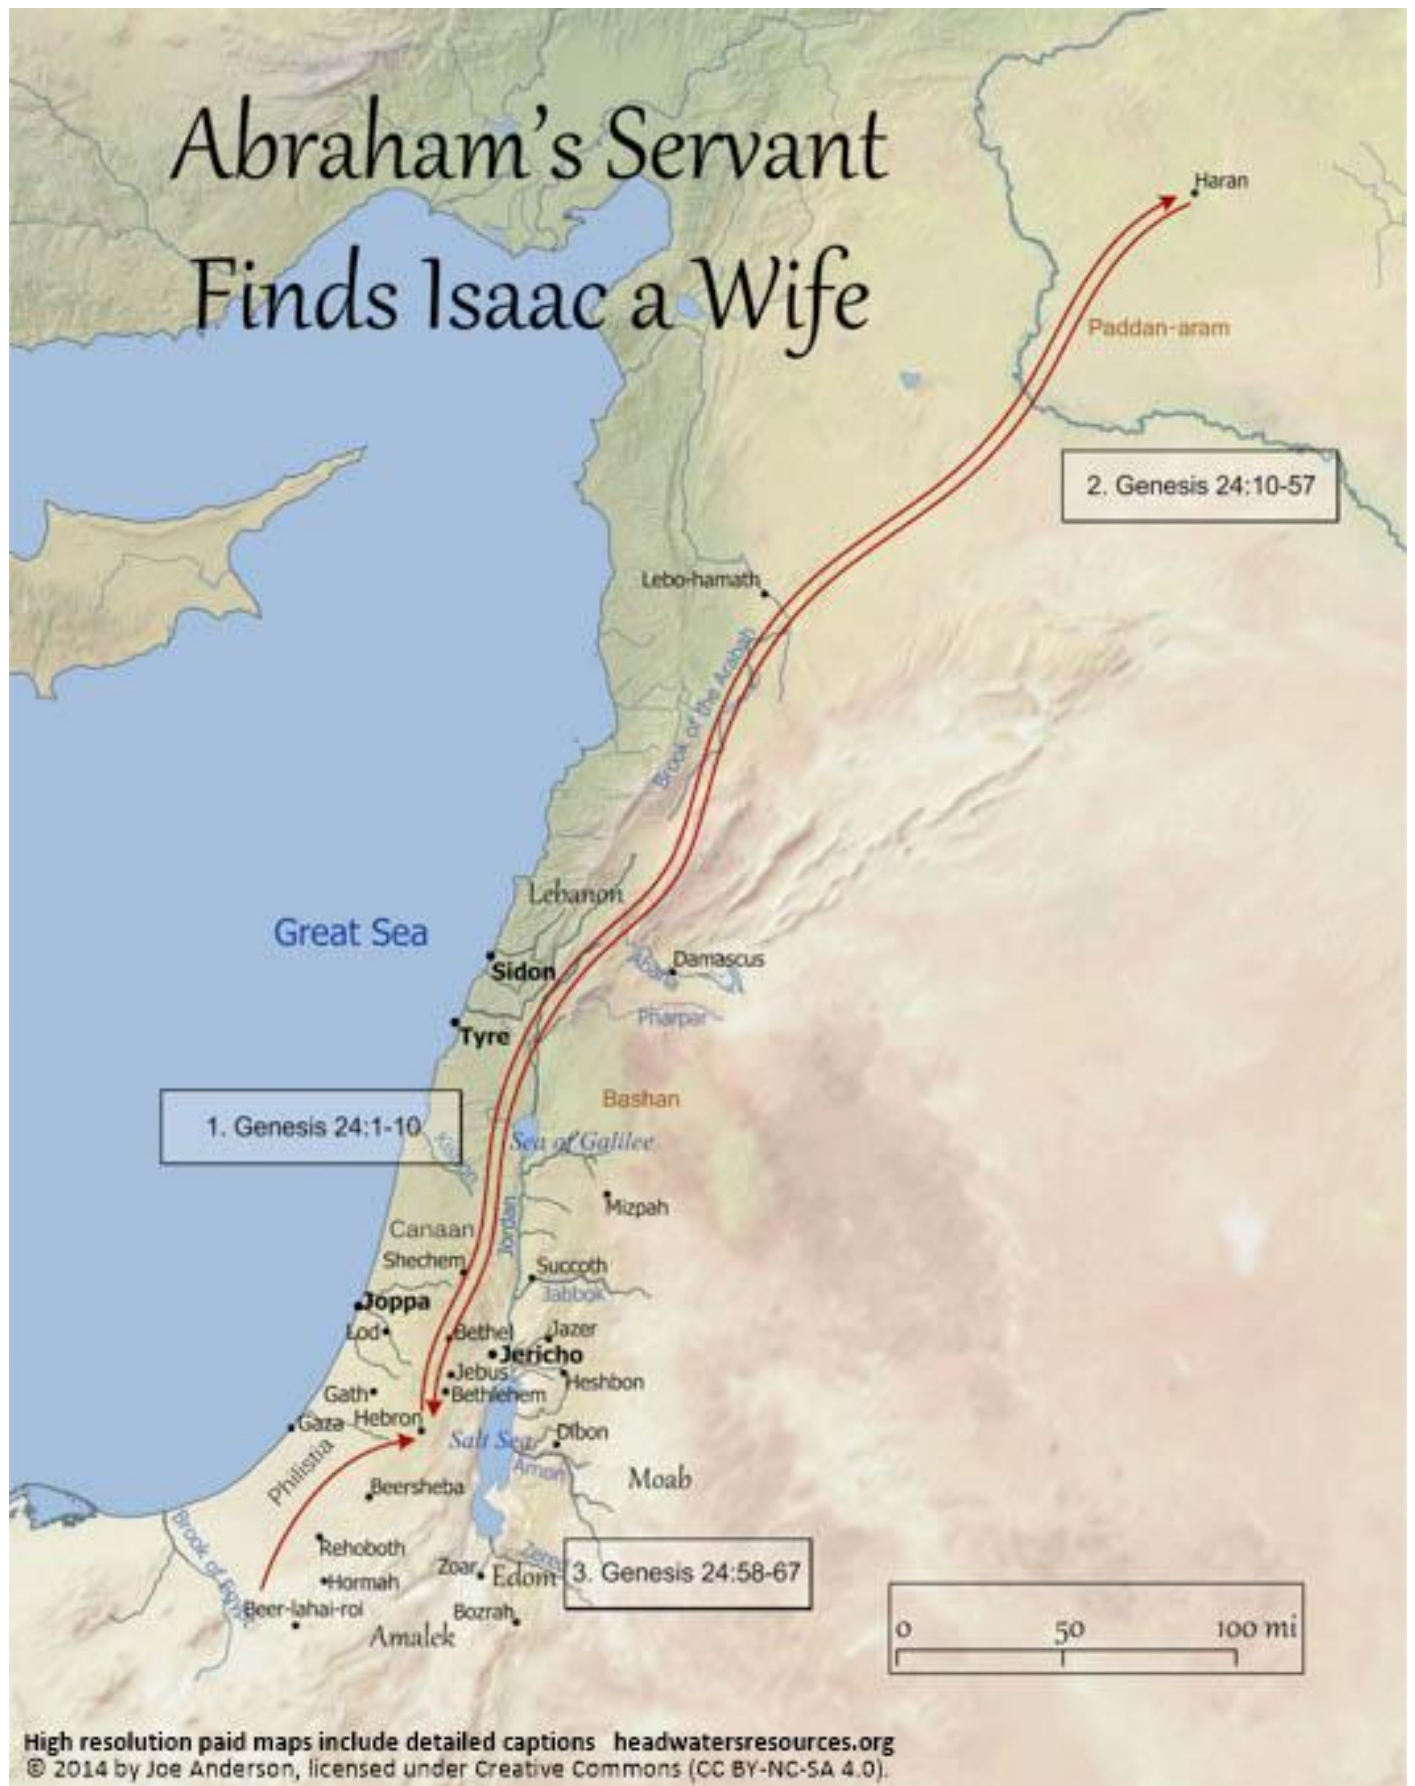 Abraham's Servant
Finds Isaac a Wife
Haran
Paddan-aram
2. Genesis 24:10-57
Lebo-hamath
Brook of the Arabah
Lebanon
Great Sea
Sidon
Damascus
Tyre
Pharpar
Bashan
1. Genesis 24:1-10
Sea of Galilee
Mizpah
Jordan
Canaan
Shechem
Succoth
Jabbok
Joppa
Lod
Bethel
Jazer
Jericho
Jebus
Heshbon
Gath
Bethlehem
Gaza
Hebron
Salt Sea
Dibon
Philistia
Arnon
Moab
Beersheba
Brook of Egypt
Rehoboth
Zoar
Edom
Zered
3. Genesis 24:58-67
Hormah
Beer-lahai-roi
Bozrah
Amalek
0 50 100 mi
High resolution paid maps include detailed captions headwatersresources.org
© 2014 by Joe Anderson, licensed under Creative Commons (CC BY-NC-SA 4.0).